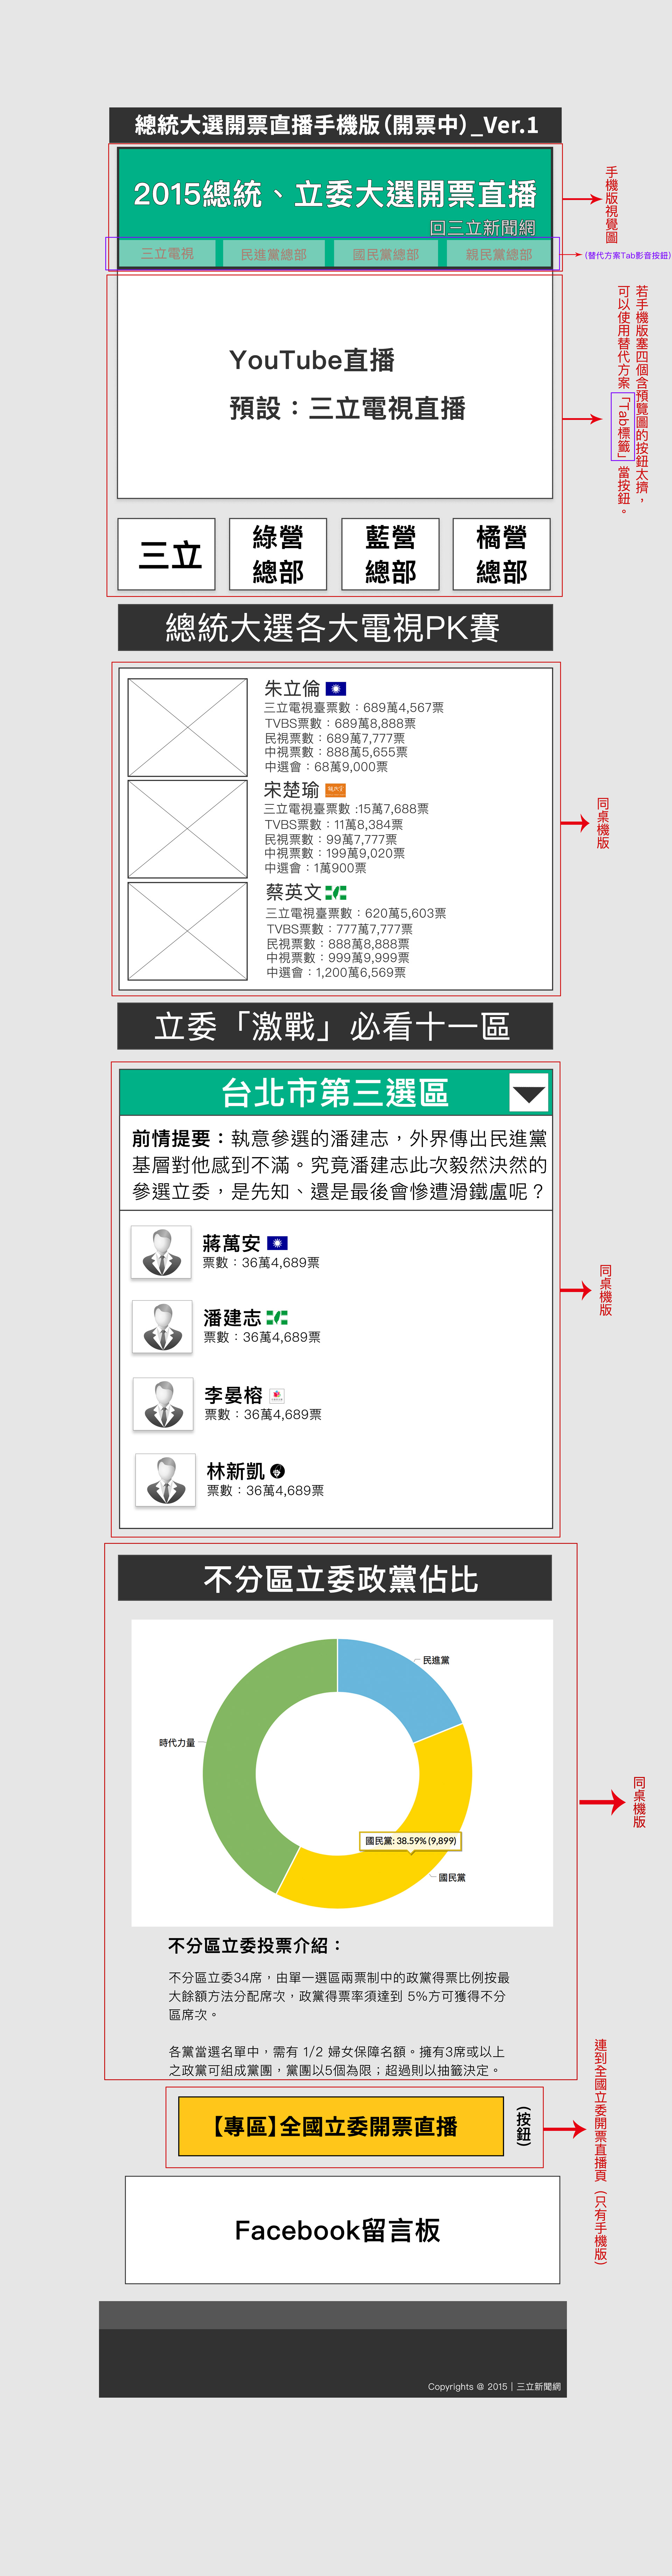 總統大選開票直播手機版(開票中)_Ver.1
2015總統、立委大選開票直播
回三立新聞網
三立電視
民進黨總部
國民黨總部
親民黨總部
手機版視覺圖
(替代方案Tab影音按鈕)
YouTube直播
預設：三立電視直播
若手機版塞四個含預覽圖的按鈕太擠，
可以使用替代方案「Tab標籤」當按鈕。
三立
綠營
總部
藍營
總部
橘營
總部
總統大選各大電視PK賽
朱立倫
三立電視臺票數：689萬4,567票
TVBS票數：689萬8,888票
民視票數：689萬7,777票
中視票數：888萬5,655票
中選會：68萬9,000票
宋楚瑜
三立電視臺票數 :15萬7,688票
TVBS票數：11萬8,384票
民視票數：99萬7,777票
中視票數：199萬9,020票
中選會：1萬900票
蔡英文
三立電視臺票數：620萬5,603票
TVBS票數：777萬7,777票
民視票數：888萬8,888票
中視票數：999萬9,999票
中選會：1,200萬6,569票
同桌機版
立委「激戰」必看十一區
台北市第三選區
前情提要：執意參選的潘建志，外界傳出民進黨
基層對他感到不滿。究竟潘建志此次毅然決然的
參選立委，是先知、還是最後會慘遭滑鐵盧呢？
蔣萬安
票數：36萬4,689票
潘建志
票數：36萬4,689票
李晏榕
票數：36萬4,689票
林新凱
票數：36萬4,689票
同桌機版
不分區立委政黨佔比
民進黨
時代力量
國民黨: 38.59% (9,899)
國民黨
同桌機版
不分區立委投票介紹：
不分區立委34席，由單一選區兩票制中的政黨得票比例按最
大餘額方法分配席次，政黨得票率須達到 5%方可獲得不分
區席次。
各黨當選名單中，需有 1/2 婦女保障名額。擁有3席或以上
之政黨可組成黨團，黨團以5個為限；超過則以抽籤決定。
【專區】全國立委開票直播
(按鈕)
連到全國立委開票直播頁（只有手機版）
Facebook留言板
Copyrights @ 2015 | 三立新聞網